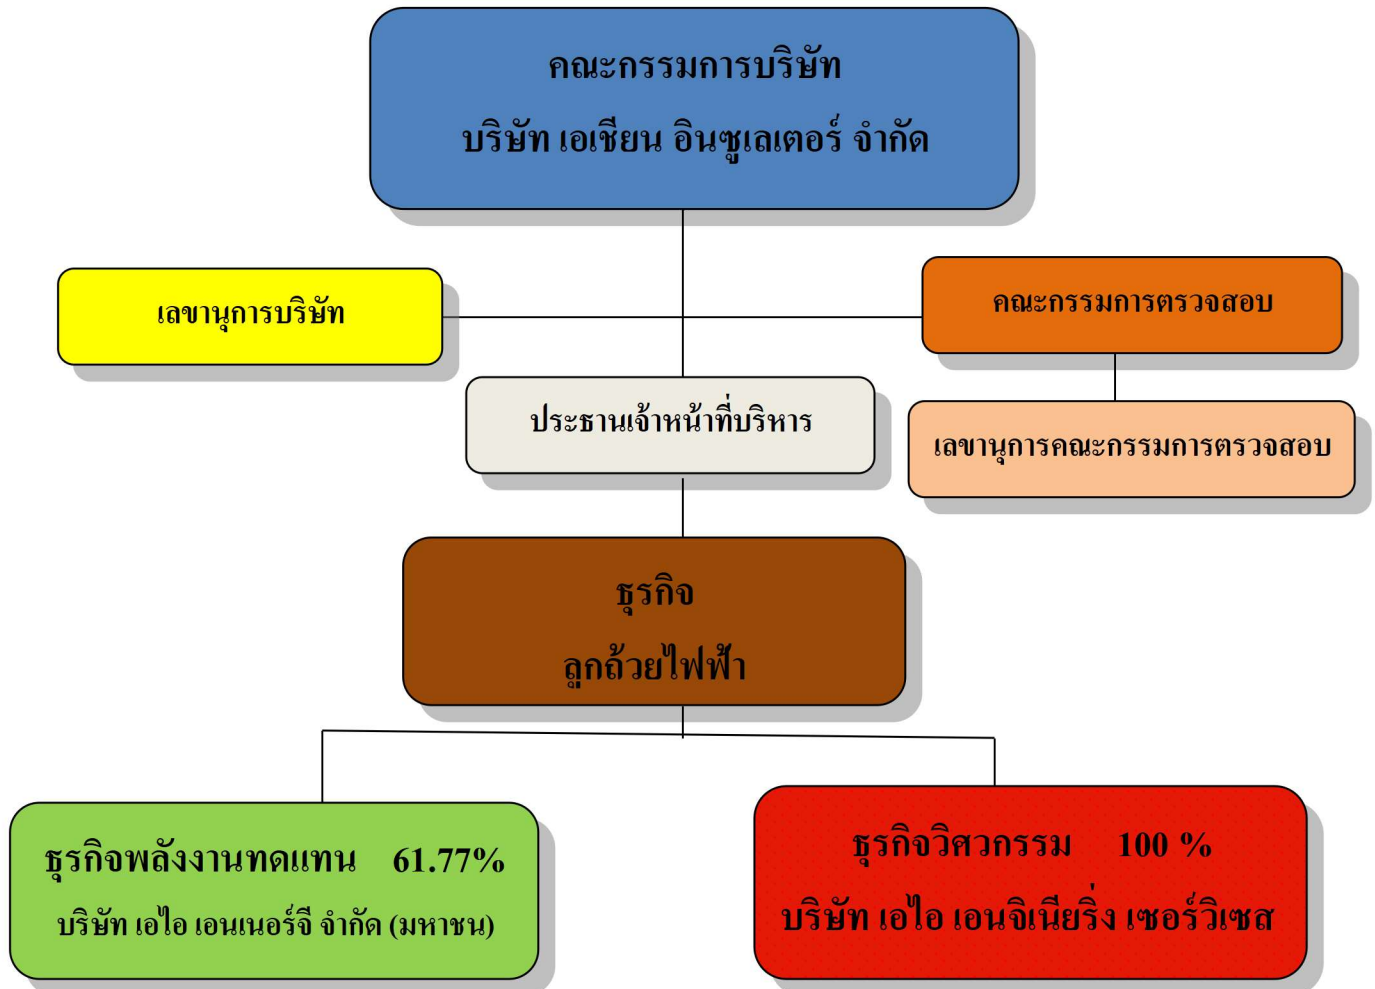 คณะกรรมการบริษัท
บริษัท เอเชียน อินซูเลเตอร์ จำกัด
เลขานุการบริษัท
คณะกรรมการตรวจสอบ
ประธานเจ้าหน้าที่บริหาร
เลขานุการคณะกรรมการตรวจสอบ
ธุรกิจ
ลูกถ้วยไฟฟ้า
ธุรกิจพลังงานทดแทน 61.77%
บริษัท เอไอ เอนเนอร์จี จำกัด (มหาชน)
ธุรกิจวิศวกรรม 100 %
บริษัท เอไอ เอนจิเนียริ่ง เซอร์วิเซส